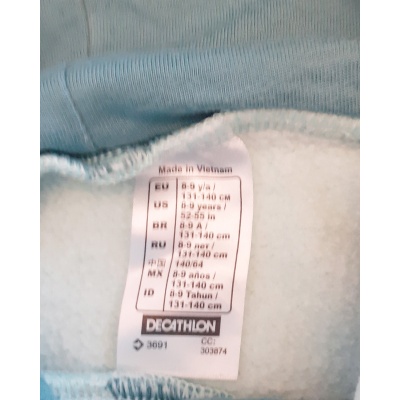 Made in Vietnam
EU 8-9 y/a /
131-140 CM
US 8-9 years /
52-55 in
BR 8-9 A /
131-140 cm
RU 8-9 лет /
131-140 см
中国 140/64
MX 8-9 años /
131-140 cm
ID 8-9 Tahun /
131-140 cm
DECATHLON
3691 CC:
303874